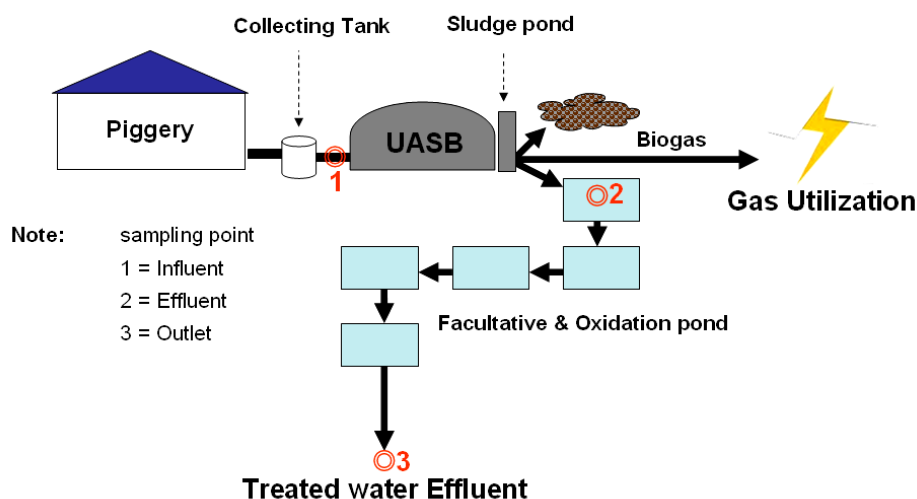 Collecting Tank
Sludge pond
Piggery
UASB
Biogas
1
2
Gas Utilization
Note: sampling point
1 = Influent
2 = Effluent
3 = Outlet
Facultative & Oxidation pond
3
Treated water Effluent